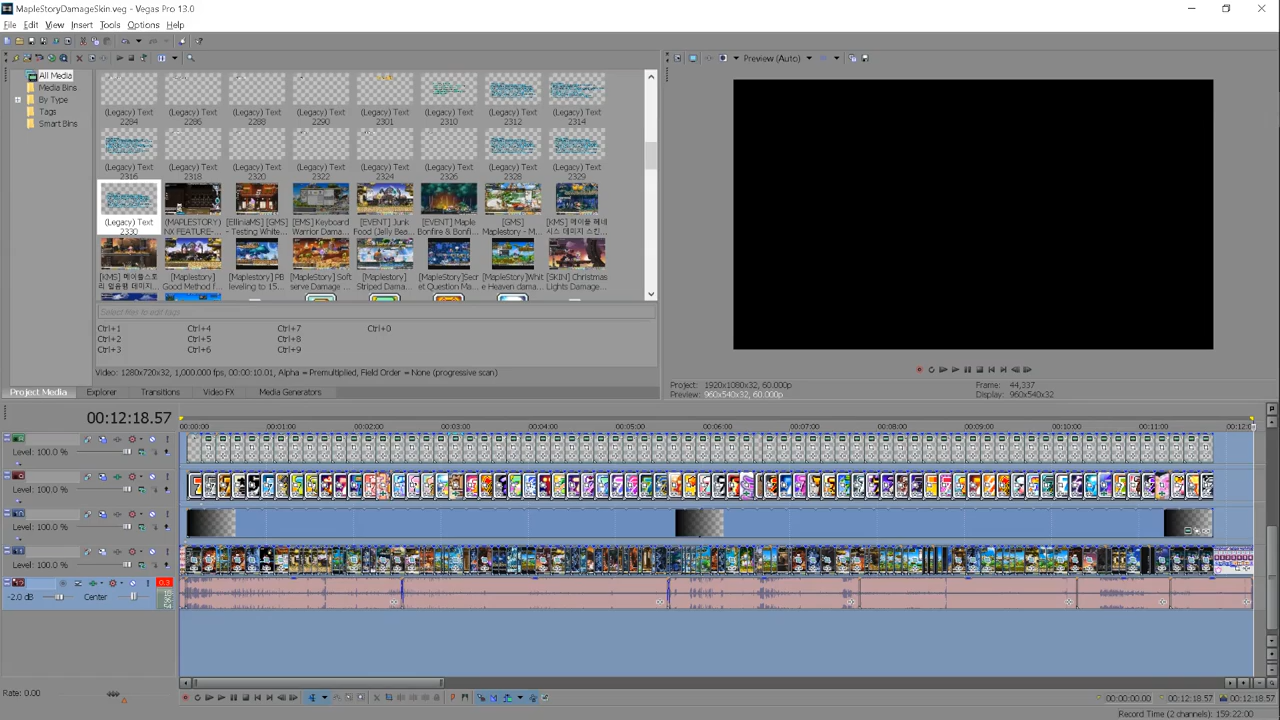 MapleStoryDamageSkin.veg - Vegas Pro 13.0
File Edit View Insert Tools Options Help
All Media
Media Bins
By Type
Tags
Smart Bins
(Legacy) Text 2284
(Legacy) Text 2286
(Legacy) Text 2288
(Legacy) Text 2290
(Legacy) Text 2301
(Legacy) Text 2310
(Legacy) Text 2312
(Legacy) Text 2314
(Legacy) Text 2316
(Legacy) Text 2318
(Legacy) Text 2320
(Legacy) Text 2322
(Legacy) Text 2324
(Legacy) Text 2326
(Legacy) Text 2328
(Legacy) Text 2329
(Legacy) Text 2330
(MAPLESTORY) NX FEATURE-...
[ElliniaMS] [GMS] - Testing White...
[EMS] Keyboard Warrior Dama...
[EVENT] Junk Food (Jelly Bea...
[EVENT] Maple Bonfire & Bonfi...
[GMS] Maplestory - M...
[KMS] 메이플 헤네시스 데미지 스킨...
[KMS] 메이플스토리 얼음땡 데미지...
[Maplestory] Good Method f...
[Maplestory] PB leveling to 15...
[MapleStory] Soft serve Damage ...
[Maplestory] Striped Dama...
[MapleStory]Secret Question Ma...
[MapleStory]White Heaven dama...
[SKIN] Christmas Lights Damage...
Select files to edit tags
Ctrl+1 Ctrl+4 Ctrl+7 Ctrl+0
Ctrl+2 Ctrl+5 Ctrl+8
Ctrl+3 Ctrl+6 Ctrl+9
Video: 1280x720x32, 1,000.000 fps, 00:00:10.01, Alpha = Premultiplied, Field Order = None (progressive scan)
Project Media Explorer Transitions Video FX Media Generators
Preview (Auto)
Project: 1920x1080x32, 60.000p
Preview: 960x540x32, 60.000p
Frame: 44,337
Display: 960x540x32
00:12:18.57
00:00:00 00:01:00 00:02:00 00:03:00 00:04:00 00:05:00 00:06:00 00:07:00 00:08:00 00:09:00 00:10:00 00:11:00 00:12:0
Level: 100.0 %
Level: 100.0 %
Level: 100.0 %
Level: 100.0 %
-2.0 dB Center
Rate: 0.00
00:00:00.00 00:12:18.57 00:12:18.57
Record Time (2 channels): 159:22:00